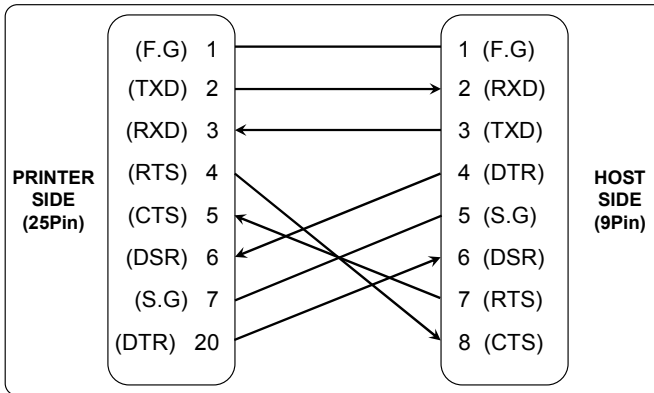 PRINTER
SIDE
(25Pin)
(F.G) 1
(TXD) 2
(RXD) 3
(RTS) 4
(CTS) 5
(DSR) 6
(S.G) 7
(DTR) 20
1 (F.G)
2 (RXD)
3 (TXD)
4 (DTR)
5 (S.G)
6 (DSR)
7 (RTS)
8 (CTS)
HOST
SIDE
(9Pin)